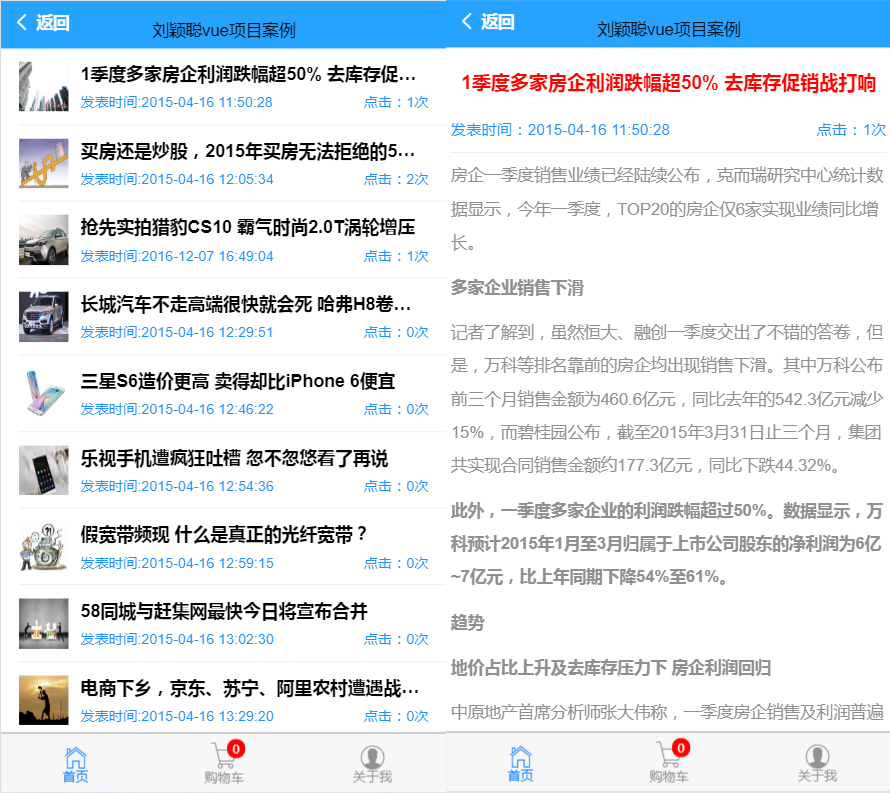 返回
刘颖聪vue项目案例
1季度多家房企利润跌幅超50% 去库存促…
发表时间:2015-04-16 11:50:28 点击：1次
买房还是炒股，2015年买房无法拒绝的5…
发表时间:2015-04-16 12:05:34 点击：2次
抢先实拍猎豹CS10 霸气时尚2.0T涡轮增压
发表时间:2016-12-07 16:49:04 点击：1次
长城汽车不走高端很快就会死 哈弗H8卷…
发表时间:2015-04-16 12:29:51 点击：0次
三星S6造价更高 卖得却比iPhone 6便宜
发表时间:2015-04-16 12:46:22 点击：0次
乐视手机遭疯狂吐槽 忽不忽悠看了再说
发表时间:2015-04-16 12:54:36 点击：0次
假宽带频现 什么是真正的光纤宽带？
发表时间:2015-04-16 12:59:15 点击：0次
58同城与赶集网最快今日将宣布合并
发表时间:2015-04-16 13:02:30 点击：0次
电商下乡，京东、苏宁、阿里农村遭遇战…
发表时间:2015-04-16 13:29:20 点击：0次
0
首页 购物车 关于我
返回
刘颖聪vue项目案例
1季度多家房企利润跌幅超50% 去库存促销战打响
发表时间：2015-04-16 11:50:28 点击：1次
房企一季度销售业绩已经陆续公布，克而瑞研究中心统计数
据显示，今年一季度，TOP20的房企仅6家实现业绩同比增
长。
多家企业销售下滑
记者了解到，虽然恒大、融创一季度交出了不错的答卷，但
是，万科等排名靠前的房企均出现销售下滑。其中万科公布
前三个月销售金额为460.6亿元，同比去年的542.3亿元减少
15%，而碧桂园公布，截至2015年3月31日止三个月，集团
共实现合同销售金额约177.3亿元，同比下跌44.32%。
此外，一季度多家企业的利润跌幅超过50%。数据显示，万
科预计2015年1月至3月归属于上市公司股东的净利润为6亿
~7亿元，比上年同期下降54%至61%。
趋势
地价占比上升及去库存压力下 房企利润回归
中原地产首席分析师张大伟称，一季度房企销售及利润普遍
0
首页 购物车 关于我